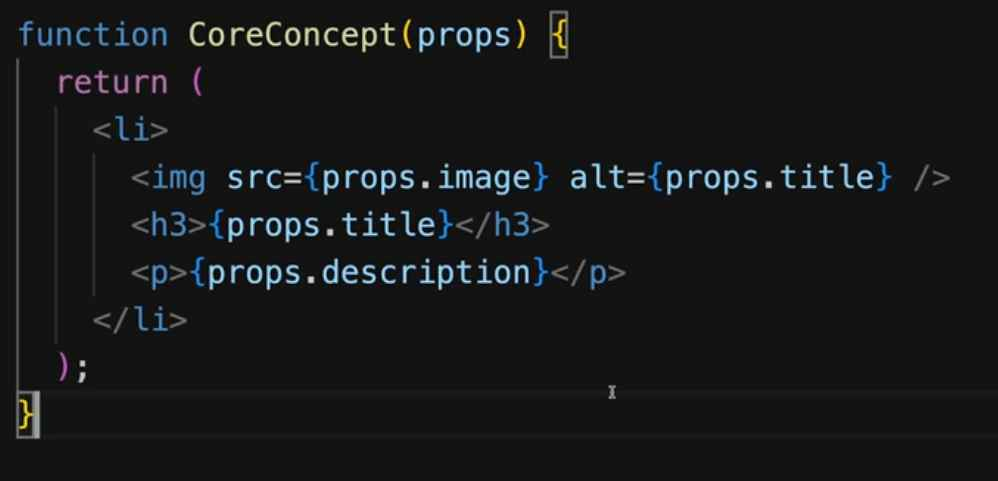 function CoreConcept(props) {
  return (
    <li>
      <img src={props.image} alt={props.title} />
      <h3>{props.title}</h3>
      <p>{props.description}</p>
    </li>
  );
}